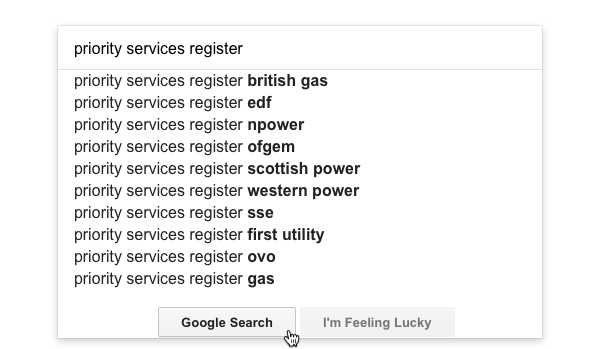 priority services register
priority services register british gas
priority services register edf
priority services register npower
priority services register ofgem
priority services register scottish power
priority services register western power
priority services register sse
priority services register first utility
priority services register ovo
priority services register gas
Google Search I'm Feeling Lucky